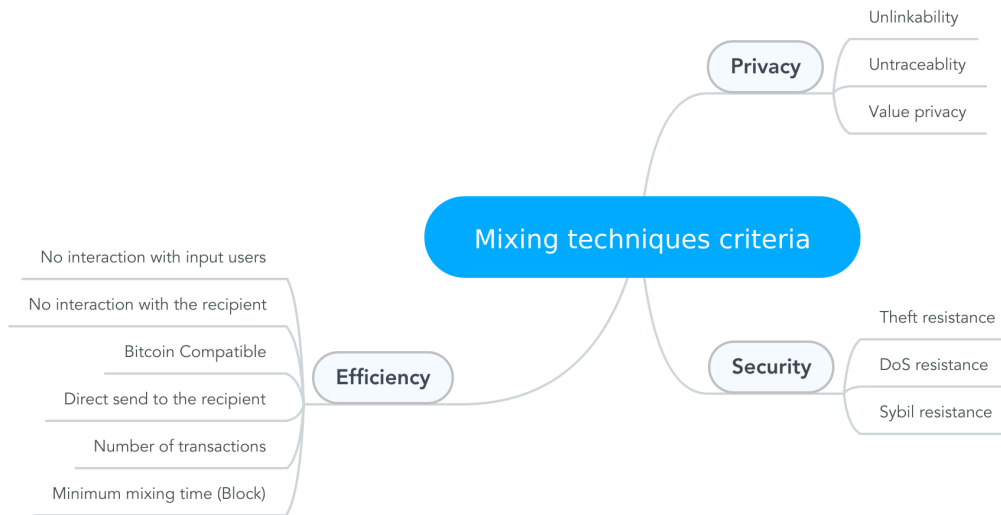 Mixing techniques criteria
Privacy
Unlinkability
Untraceablity
Value privacy
Security
Theft resistance
DoS resistance
Sybil resistance
Efficiency
No interaction with input users
No interaction with the recipient
Bitcoin Compatible
Direct send to the recipient
Number of transactions
Minimum mixing time (Block)